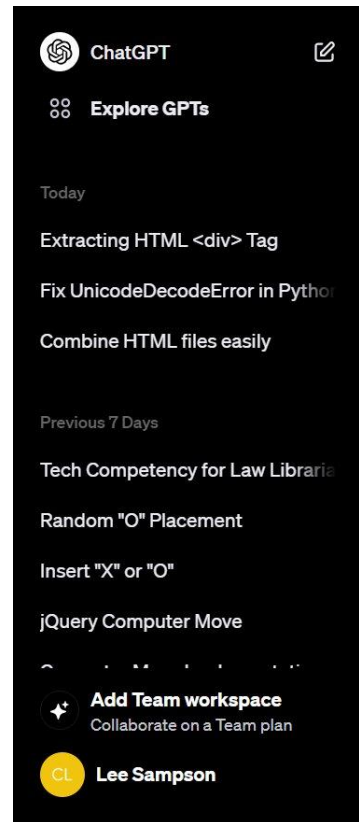 ChatGPT
Explore GPTs
Today
Extracting HTML <div> Tag
Fix UnicodeDecodeError in Python
Combine HTML files easily
Previous 7 Days
Tech Competency for Law Libraria
Random "O" Placement
Insert "X" or "O"
jQuery Computer Move
Add Team workspace
Collaborate on a Team plan
CL
Lee Sampson